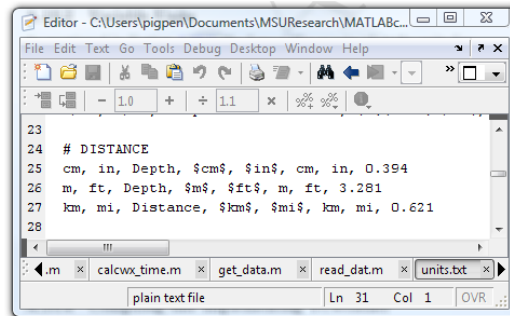 Editor - C:\Users\pigpen\Documents\MSUResearch\MATLABc...
File Edit Text Go Tools Debug Desktop Window Help
- 1.0 + ÷ 1.1 ×
23
24 # DISTANCE
25 cm, in, Depth, $cm$, $in$, cm, in, 0.394
26 m, ft, Depth, $m$, $ft$, m, ft, 3.281
27 km, mi, Distance, $km$, $mi$, km, mi, 0.621
28
.m × calcwx_time.m × get_data.m × read_dat.m × units.txt ×
plain text file Ln 31 Col 1 OVR